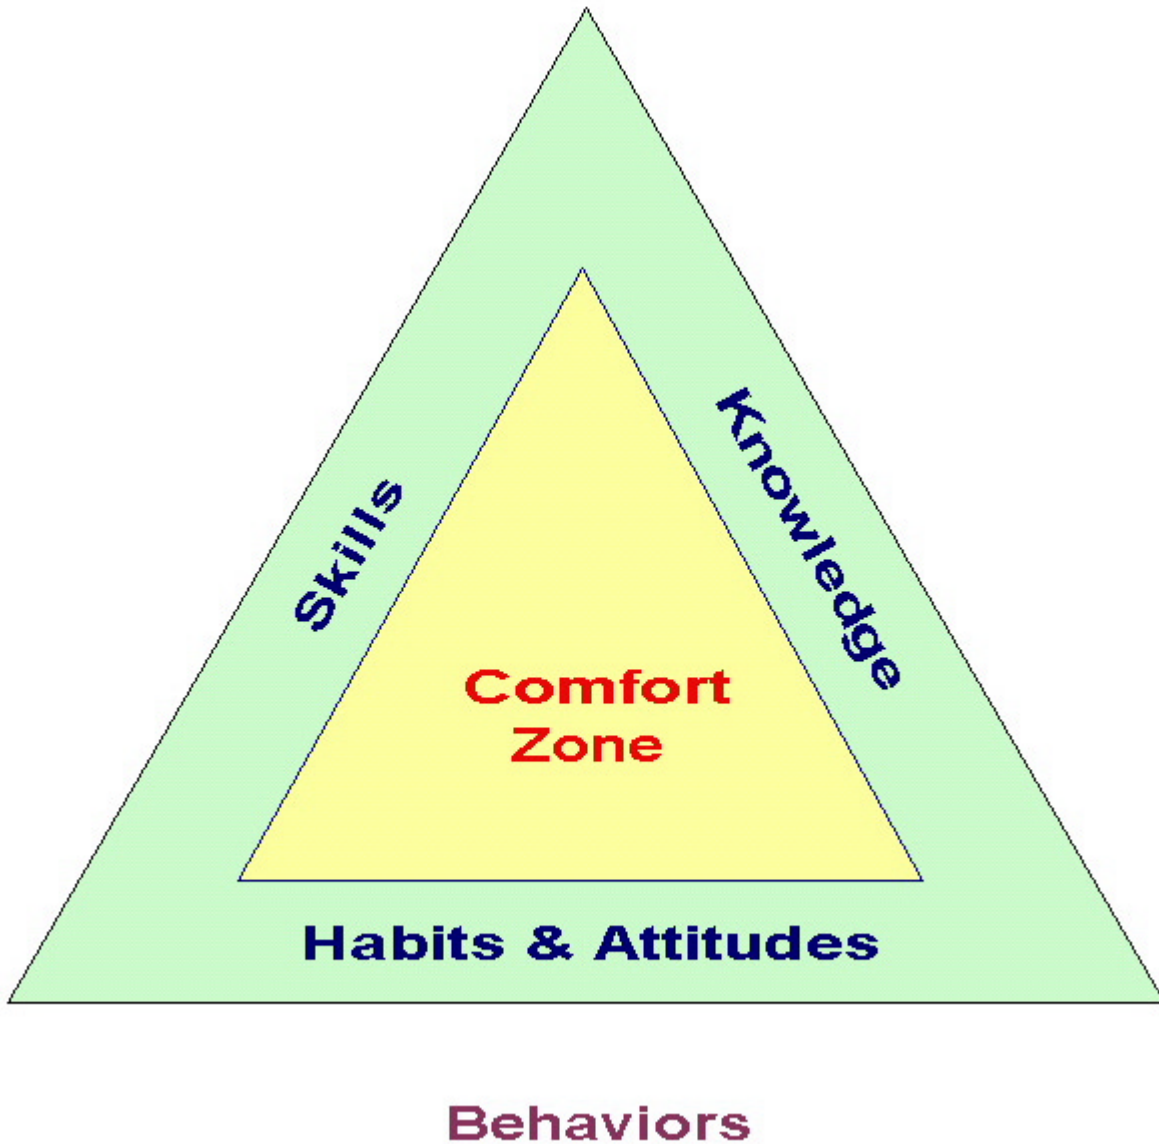 Skills
Knowledge
Comfort
Zone
Habits & Attitudes
Behaviors